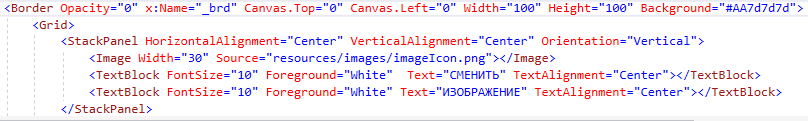 <Border Opacity="0" x:Name="_brd" Canvas.Top="0" Canvas.Left="0" Width="100" Height="100" Background="#AA7d7d7d">
<Grid>
<StackPanel HorizontalAlignment="Center" VerticalAlignment="Center" Orientation="Vertical">
<Image Width="30" Source="resources/images/imageIcon.png"></Image>
<TextBlock FontSize="10" Foreground="White"  Text="СМЕНИТЬ" TextAlignment="Center"></TextBlock>
<TextBlock FontSize="10" Foreground="White" Text="ИЗОБРАЖЕНИЕ" TextAlignment="Center"></TextBlock>
</StackPanel>